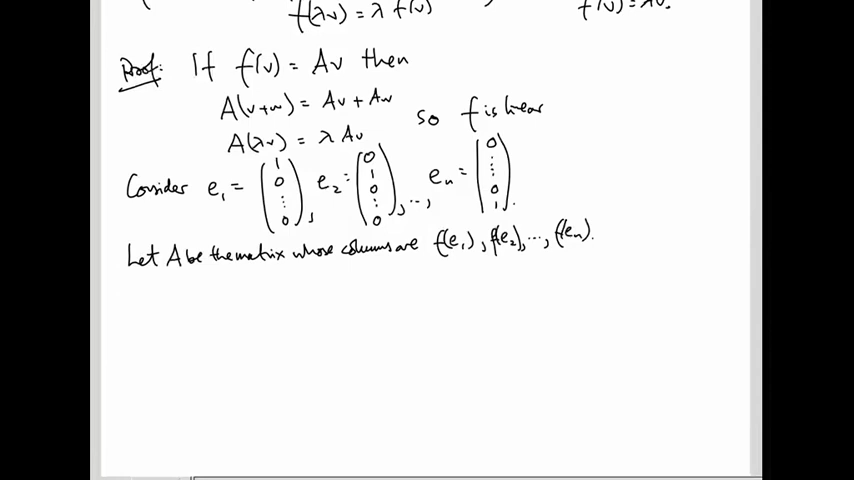 f(λv) = λ f(v) f(v) = Av.
Proof: If f(v) = Av then
A(v+w) = Av + Aw
A(λv) = λ Av so f is linear
Consider e₁ = (1 0 ⋮ 0), e₂ = (0 1 0 ⋮ 0), ..., eₙ = (0 ⋮ 0 1).
Let A be the matrix whose columns are f(e₁), f(e₂), ..., f(eₙ).